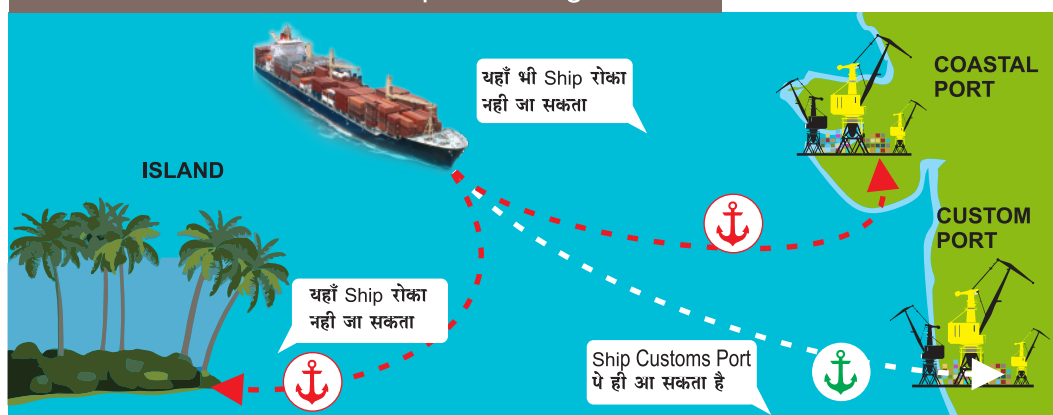 यहाँ भी Ship रोका
नही जा सकता
COASTAL
PORT
ISLAND
CUSTOM
PORT
यहाँ Ship रोका
नही जा सकता
Ship Customs Port
पे ही आ सकता है